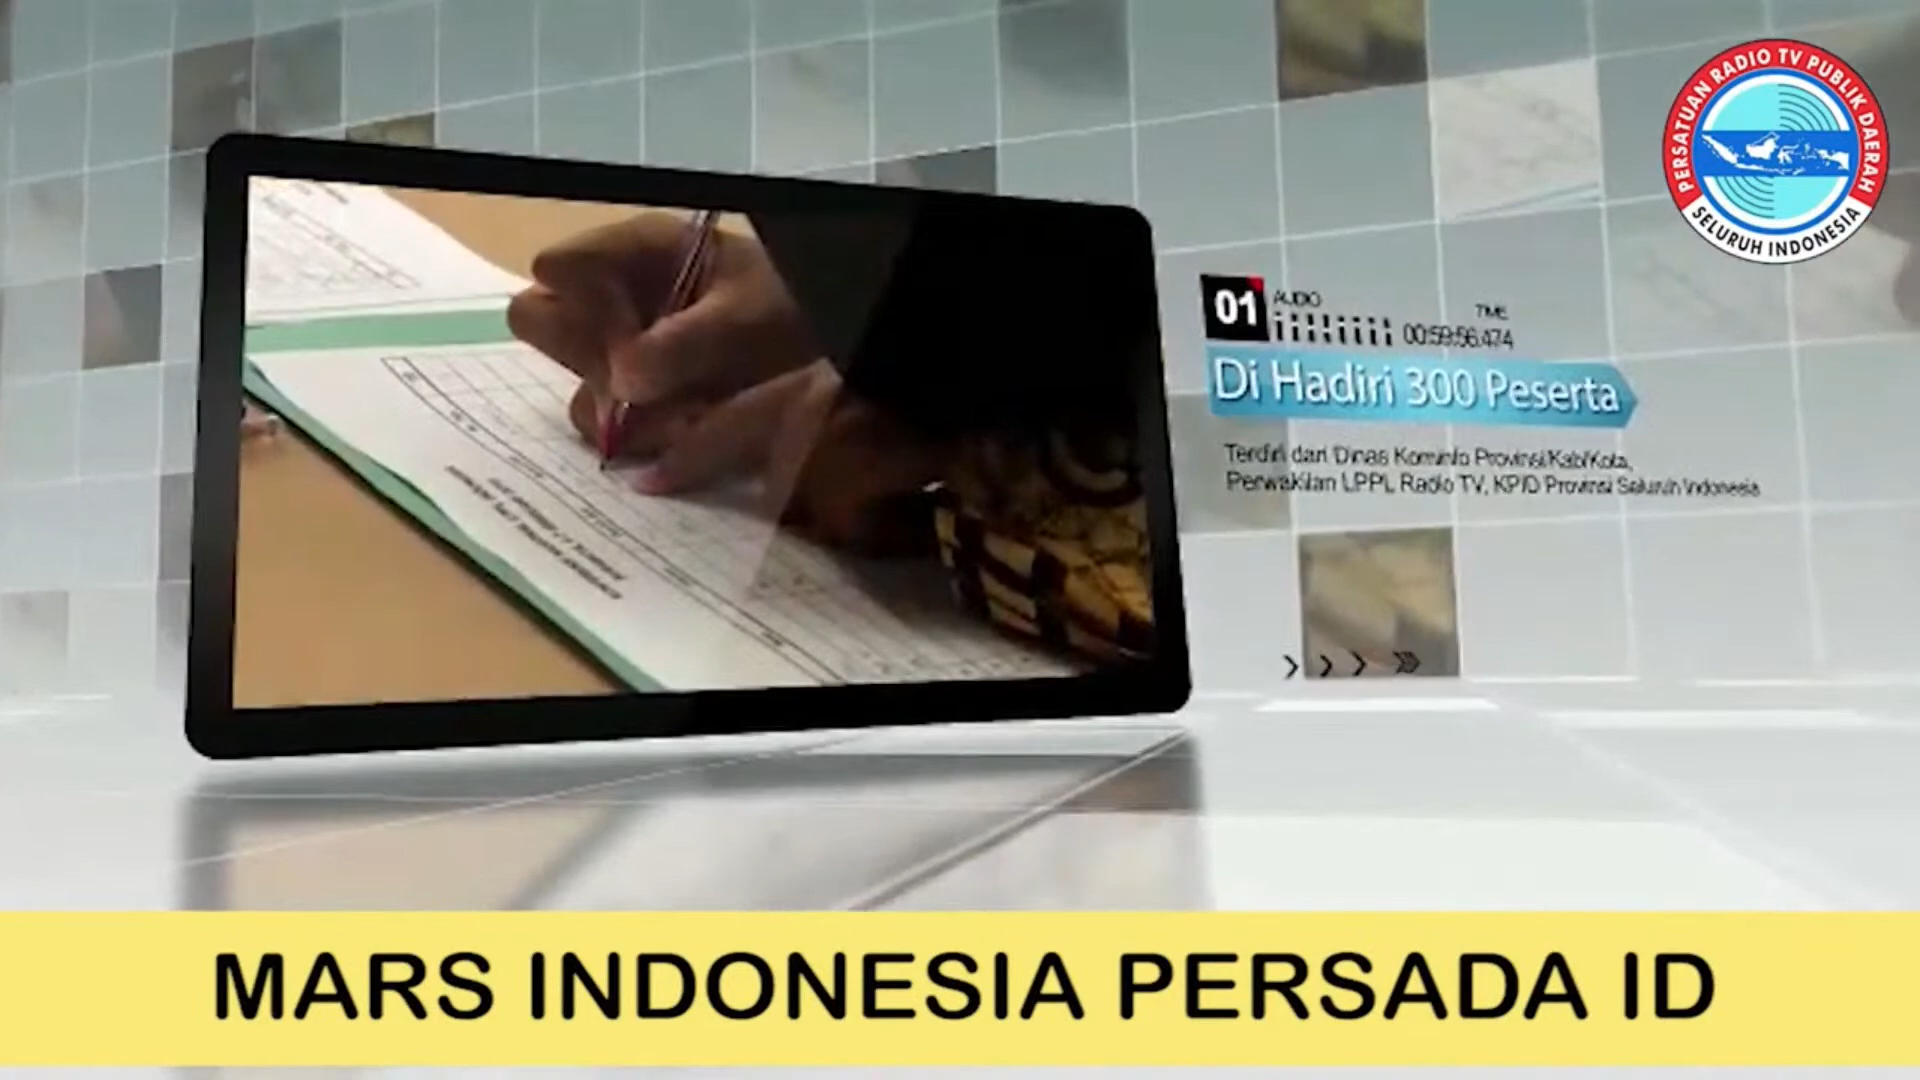 PERSATUAN RADIO TV PUBLIK DAERAH
SELURUH INDONESIA
01
AUDIO
TIME
00:59:56.474
Di Hadiri 300 Peserta
Terdiri dari Dinas Kominfo Provinsi/Kab/Kota,
Perwakilan LPPL Radio TV, KPID Provinsi Seluruh Indonesia
MARS INDONESIA PERSADA ID